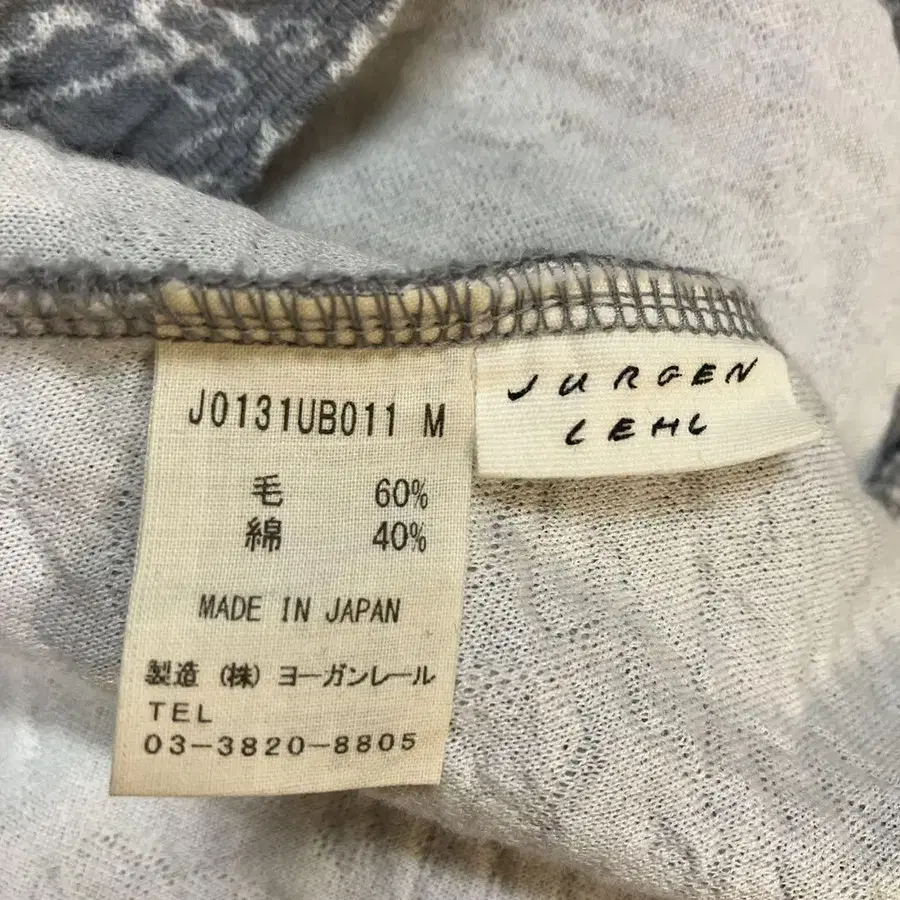 J0131UB011 M
毛 60%
綿 40%
MADE IN JAPAN
製造 (株) ヨーガンレール
TEL
03-3820-8805
JURGEN
LEHL